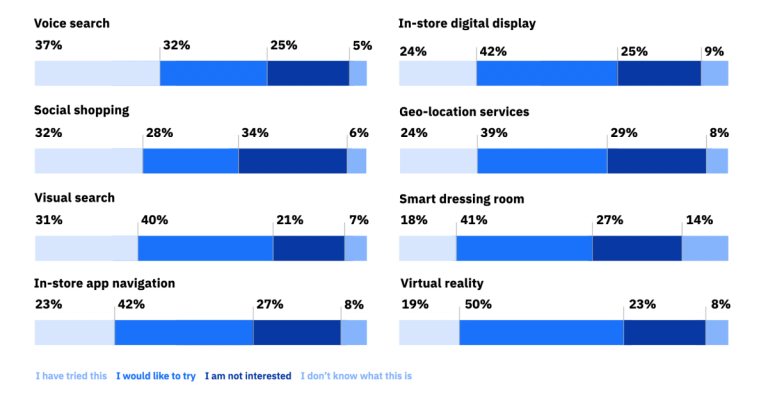 Voice search
37% 32% 25% 5%
Social shopping
32% 28% 34% 6%
Visual search
31% 40% 21% 7%
In-store app navigation
23% 42% 27% 8%
In-store digital display
24% 42% 25% 9%
Geo-location services
24% 39% 29% 8%
Smart dressing room
18% 41% 27% 14%
Virtual reality
19% 50% 23% 8%
I have tried this I would like to try I am not interested I don't know what this is